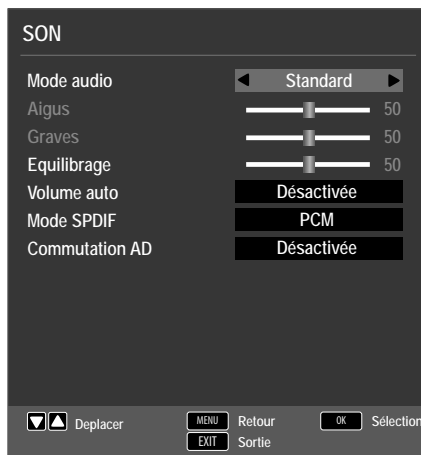 SON
Mode audio Standard
Aigus 50
Graves 50
Equilibrage 50
Volume auto Désactivée
Mode SPDIF PCM
Commutation AD Désactivée
Deplacer MENU Retour OK Sélection
EXIT Sortie